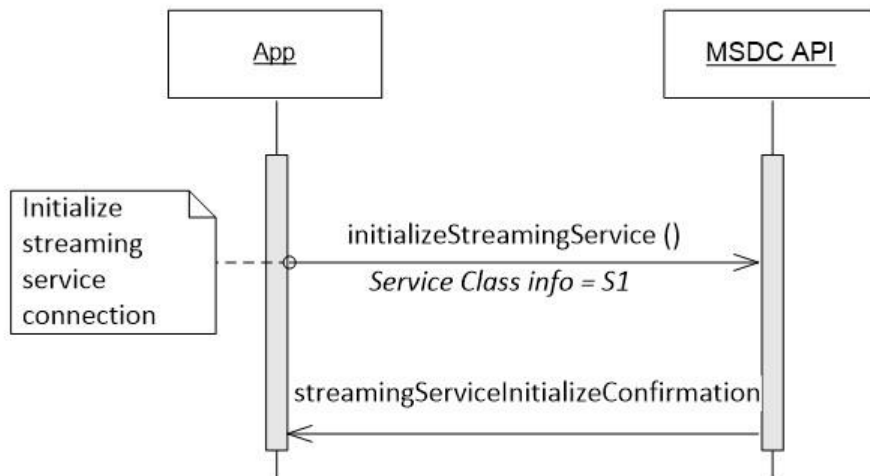 App
MSDC API
Initialize
streaming
service
connection
initializeStreamingService ()
Service Class info = S1
streamingServiceInitializeConfirmation